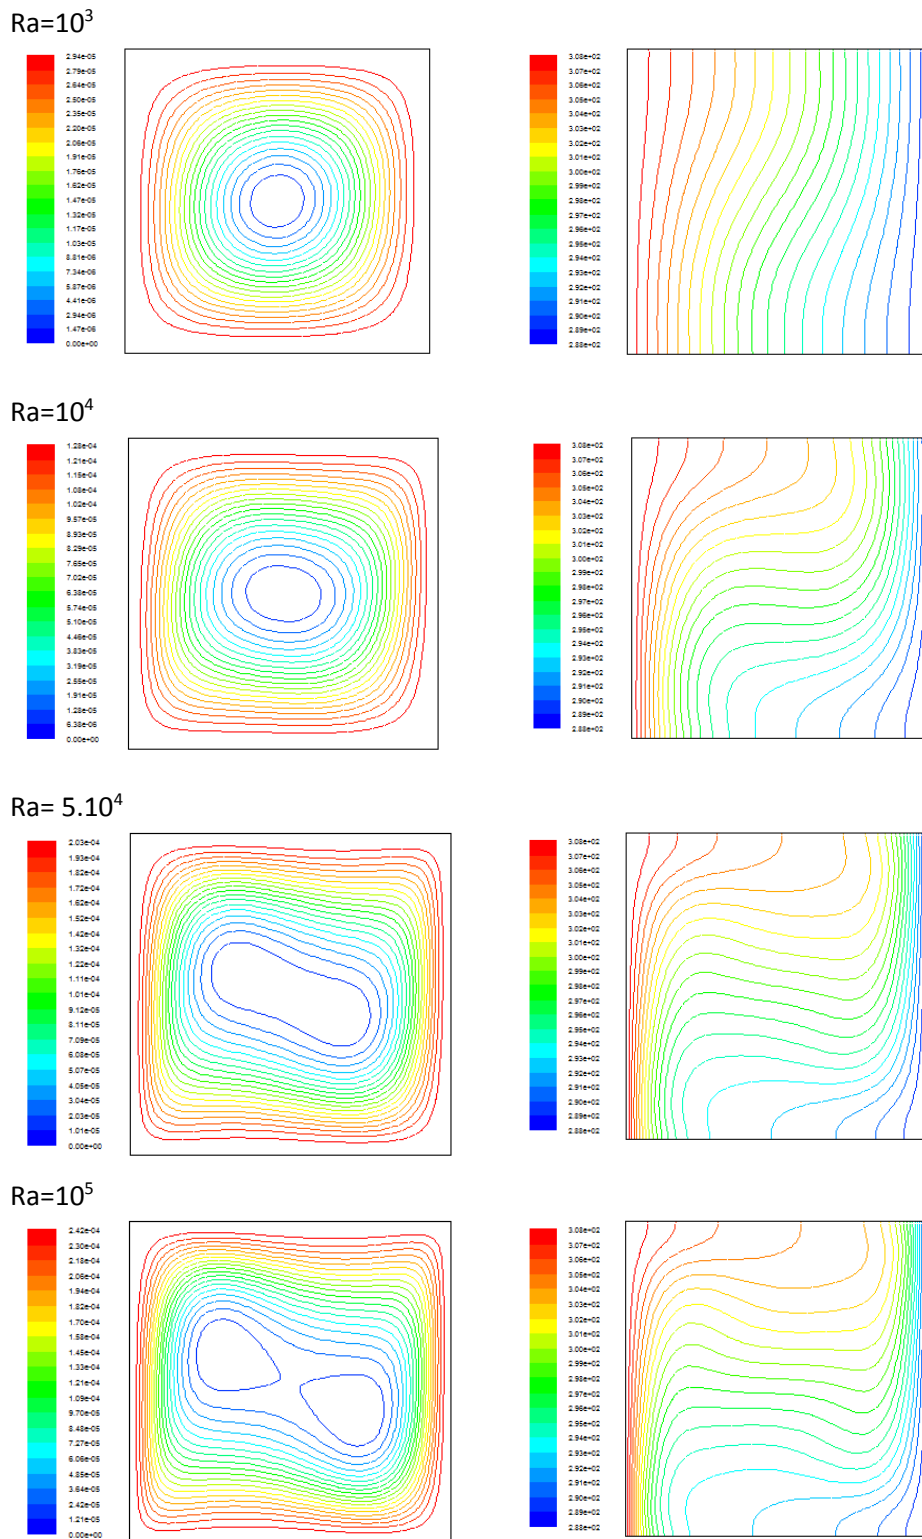 Ra=10³
2.94e-05
2.79e-05
2.64e-05
2.50e-05
2.35e-05
2.20e-05
2.06e-05
1.91e-05
1.76e-05
1.62e-05
1.47e-05
1.32e-05
1.17e-05
1.03e-05
8.81e-06
7.34e-06
5.87e-06
4.41e-06
2.94e-06
1.47e-06
0.00e+00
3.08e+02
3.07e+02
3.06e+02
3.05e+02
3.04e+02
3.03e+02
3.02e+02
3.01e+02
3.00e+02
2.99e+02
2.98e+02
2.97e+02
2.96e+02
2.95e+02
2.94e+02
2.93e+02
2.92e+02
2.91e+02
2.90e+02
2.89e+02
2.88e+02
Ra=10⁴
1.28e-04
1.21e-04
1.15e-04
1.08e-04
1.02e-04
9.57e-05
8.93e-05
8.29e-05
7.65e-05
7.02e-05
6.38e-05
5.74e-05
5.10e-05
4.46e-05
3.83e-05
3.19e-05
2.55e-05
1.91e-05
1.28e-05
6.38e-06
0.00e+00
3.08e+02
3.07e+02
3.06e+02
3.05e+02
3.04e+02
3.03e+02
3.02e+02
3.01e+02
3.00e+02
2.99e+02
2.98e+02
2.97e+02
2.96e+02
2.95e+02
2.94e+02
2.93e+02
2.92e+02
2.91e+02
2.90e+02
2.89e+02
2.88e+02
Ra= 5.10⁴
2.03e-04
1.93e-04
1.82e-04
1.72e-04
1.62e-04
1.52e-04
1.42e-04
1.32e-04
1.22e-04
1.11e-04
1.01e-04
9.12e-05
8.11e-05
7.09e-05
6.08e-05
5.07e-05
4.05e-05
3.04e-05
2.03e-05
1.01e-05
0.00e+00
3.08e+02
3.07e+02
3.06e+02
3.05e+02
3.04e+02
3.03e+02
3.02e+02
3.01e+02
3.00e+02
2.99e+02
2.98e+02
2.97e+02
2.96e+02
2.95e+02
2.94e+02
2.93e+02
2.92e+02
2.91e+02
2.90e+02
2.89e+02
2.88e+02
Ra=10⁵
2.42e-04
2.30e-04
2.18e-04
2.06e-04
1.94e-04
1.82e-04
1.70e-04
1.58e-04
1.45e-04
1.33e-04
1.21e-04
1.09e-04
9.70e-05
8.48e-05
7.27e-05
6.06e-05
4.85e-05
3.64e-05
2.42e-05
1.21e-05
0.00e+00
3.08e+02
3.07e+02
3.06e+02
3.05e+02
3.04e+02
3.03e+02
3.02e+02
3.01e+02
3.00e+02
2.99e+02
2.98e+02
2.97e+02
2.96e+02
2.95e+02
2.94e+02
2.93e+02
2.92e+02
2.91e+02
2.90e+02
2.89e+02
2.88e+02